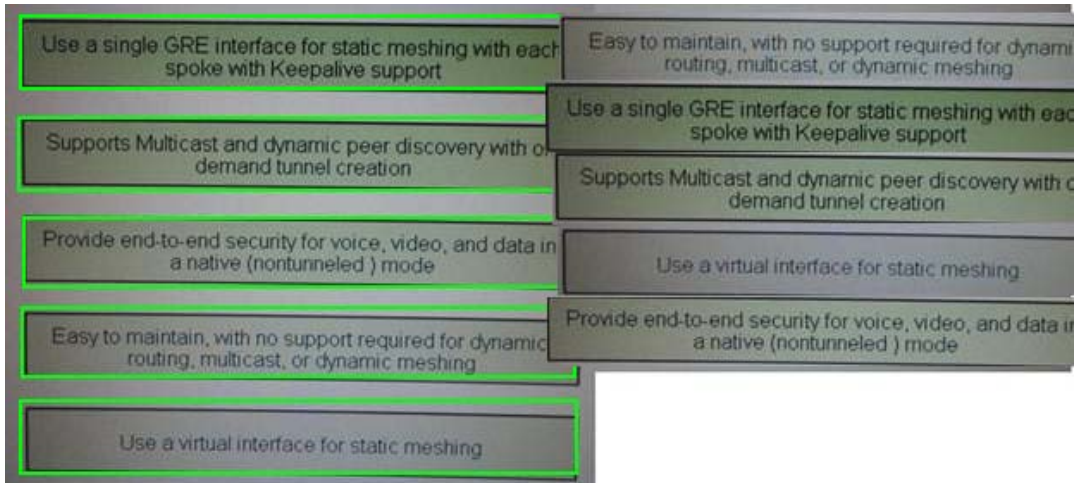 Use a single GRE interface for static meshing with each
spoke with Keepalive support
Supports Multicast and dynamic peer discovery with
demand tunnel creation
Provide end-to-end security for voice, video, and data in
a native (nontunneled ) mode
Easy to maintain, with no support required for dynamic
routing, multicast, or dynamic meshing
Use a virtual interface for static meshing
Easy to maintain, with no support required for dynami
routing, multicast, or dynamic meshing
Use a single GRE interface for static meshing with eac
spoke with Keepalive support
Supports Multicast and dynamic peer discovery with
demand tunnel creation
Use a virtual interface for static meshing
Provide end-to-end security for voice, video, and data in
a native (nontunneled ) mode